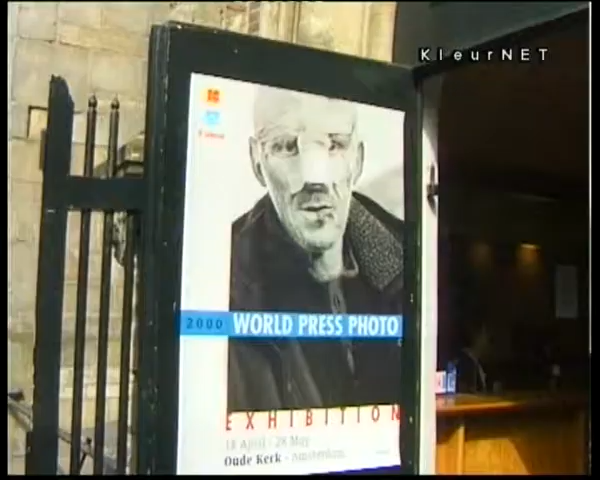 KleurNET
2000 WORLD PRESS PHOTO
EXHIBITION
18 April - 28 May
Oude Kerk - Amsterdam